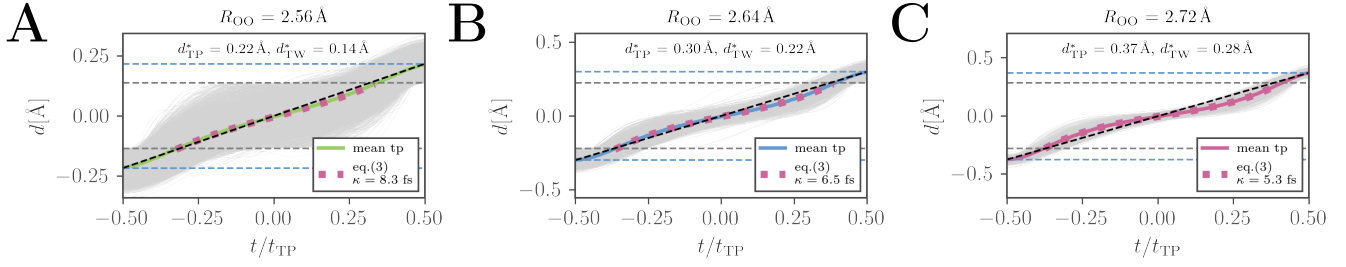 A
R_OO = 2.56 Å
d*_TP = 0.22 Å, d*_TW = 0.14 Å
0.25
0.00
−0.25
d[Å]
mean tp
eq.(3)
κ = 8.3 fs
−0.50 −0.25 0.00 0.25 0.50
t/t_TP
B
R_OO = 2.64 Å
d*_TP = 0.30 Å, d*_TW = 0.22 Å
0.5
0.0
−0.5
d[Å]
mean tp
eq.(3)
κ = 6.5 fs
−0.50 −0.25 0.00 0.25 0.50
t/t_TP
C
R_OO = 2.72 Å
d*_TP = 0.37 Å, d*_TW = 0.28 Å
0.5
0.0
−0.5
d[Å]
mean tp
eq.(3)
κ = 5.3 fs
−0.50 −0.25 0.00 0.25 0.50
t/t_TP